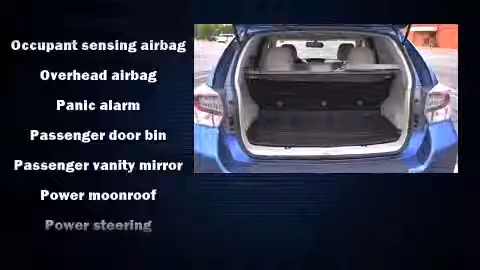 Occupant sensing airbag
Overhead airbag
Panic alarm
Passenger door bin
Passenger vanity mirror
Power moonroof
Power steering